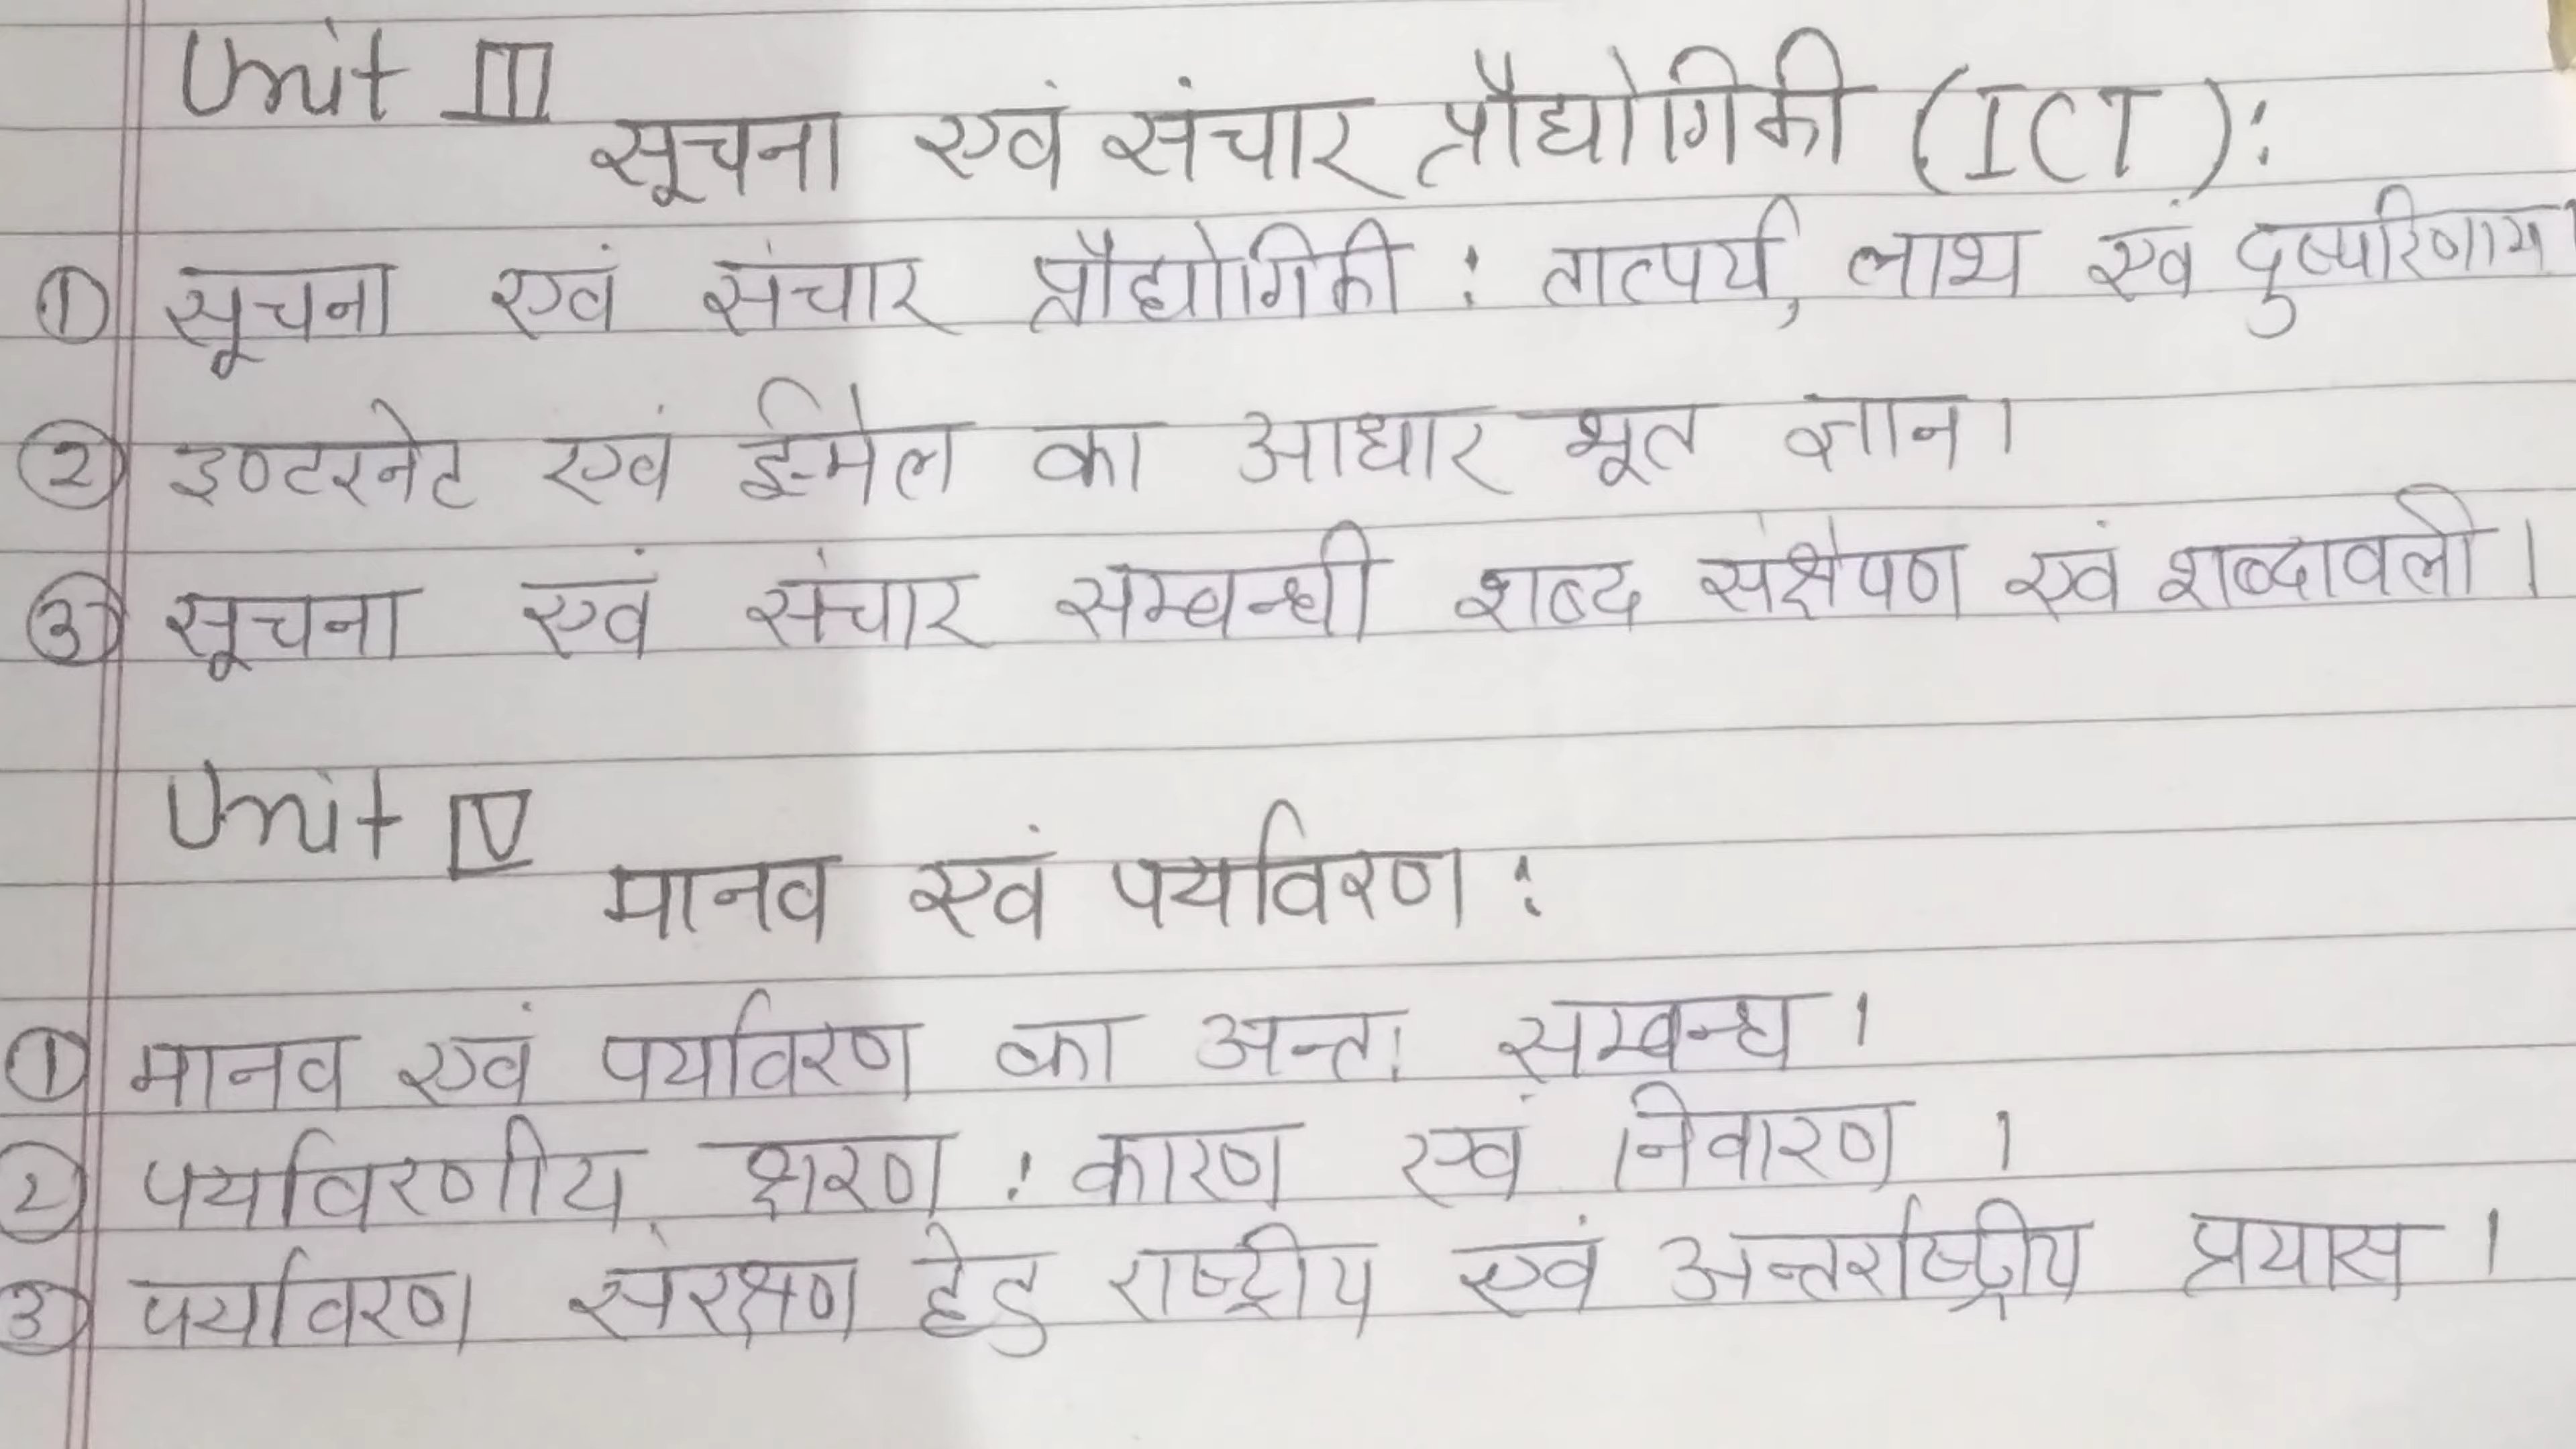 Unit III
सूचना एवं संचार प्रौद्योगिकी (ICT):
① सूचना एवं संचार प्रौद्योगिकी : तात्पर्य, लाभ एवं दुष्परिणाम।
② इण्टरनेट एवं ई-मेल का आधार भूत ज्ञान।
③ सूचना एवं संचार सम्बन्धी शब्द संक्षेपण एवं शब्दावली।
Unit IV
मानव एवं पर्यावरण :
① मानव एवं पर्यावरण का अन्तः सम्बन्ध।
② पर्यावरणीय क्षरण : कारण एवं निवारण ।
③ पर्यावरण संरक्षण हेतु राष्ट्रीय एवं अन्तर्राष्ट्रीय प्रयास ।